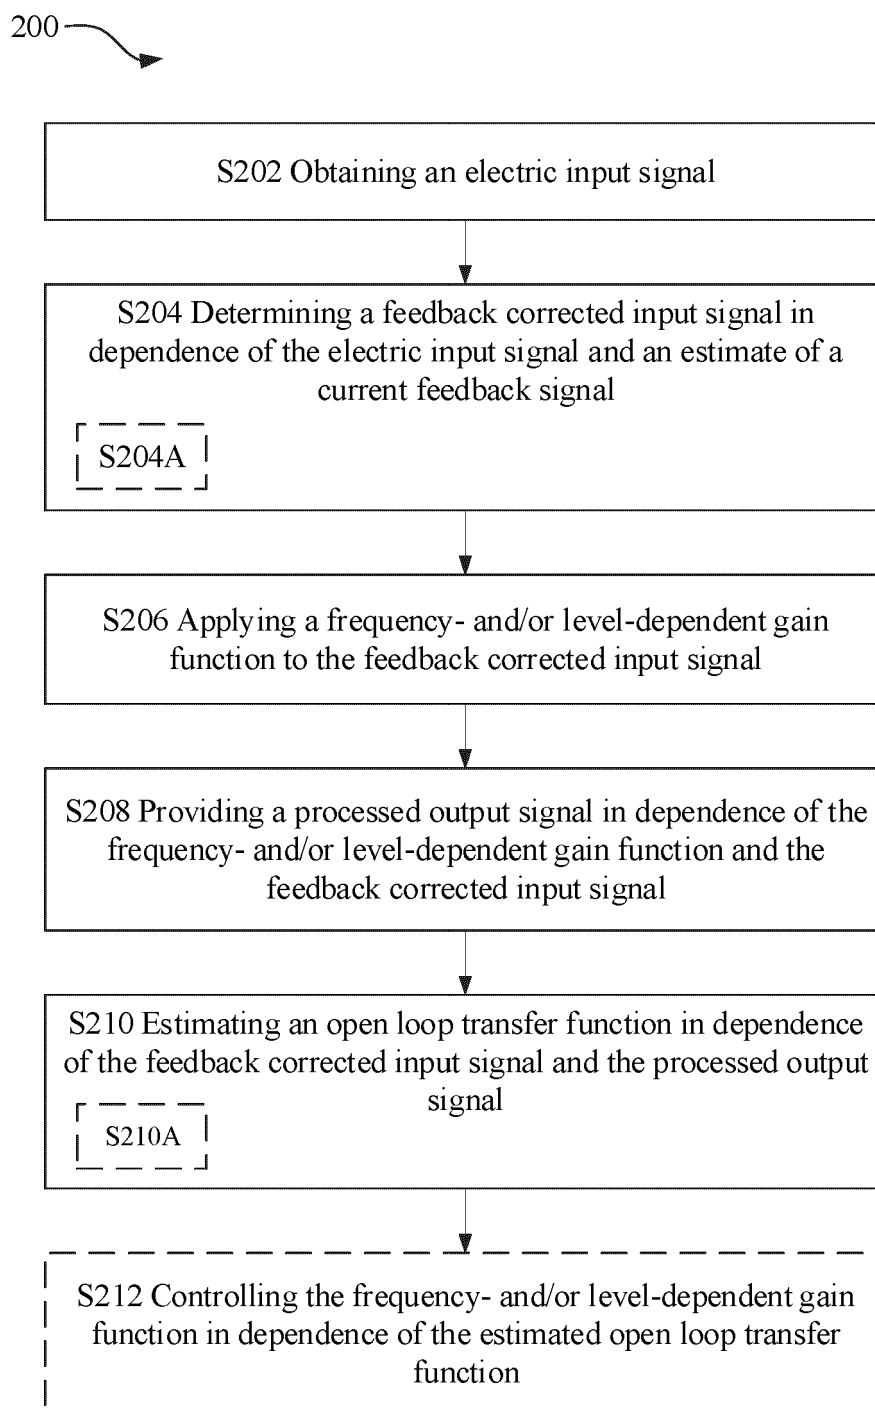 200
S202 Obtaining an electric input signal
S204 Determining a feedback corrected input signal in
dependence of the electric input signal and an estimate of a
current feedback signal
S204A
S206 Applying a frequency- and/or level-dependent gain
function to the feedback corrected input signal
S208 Providing a processed output signal in dependence of the
frequency- and/or level-dependent gain function and the
feedback corrected input signal
S210 Estimating an open loop transfer function in dependence
of the feedback corrected input signal and the processed output
signal
S210A
S212 Controlling the frequency- and/or level-dependent gain
function in dependence of the estimated open loop transfer
function